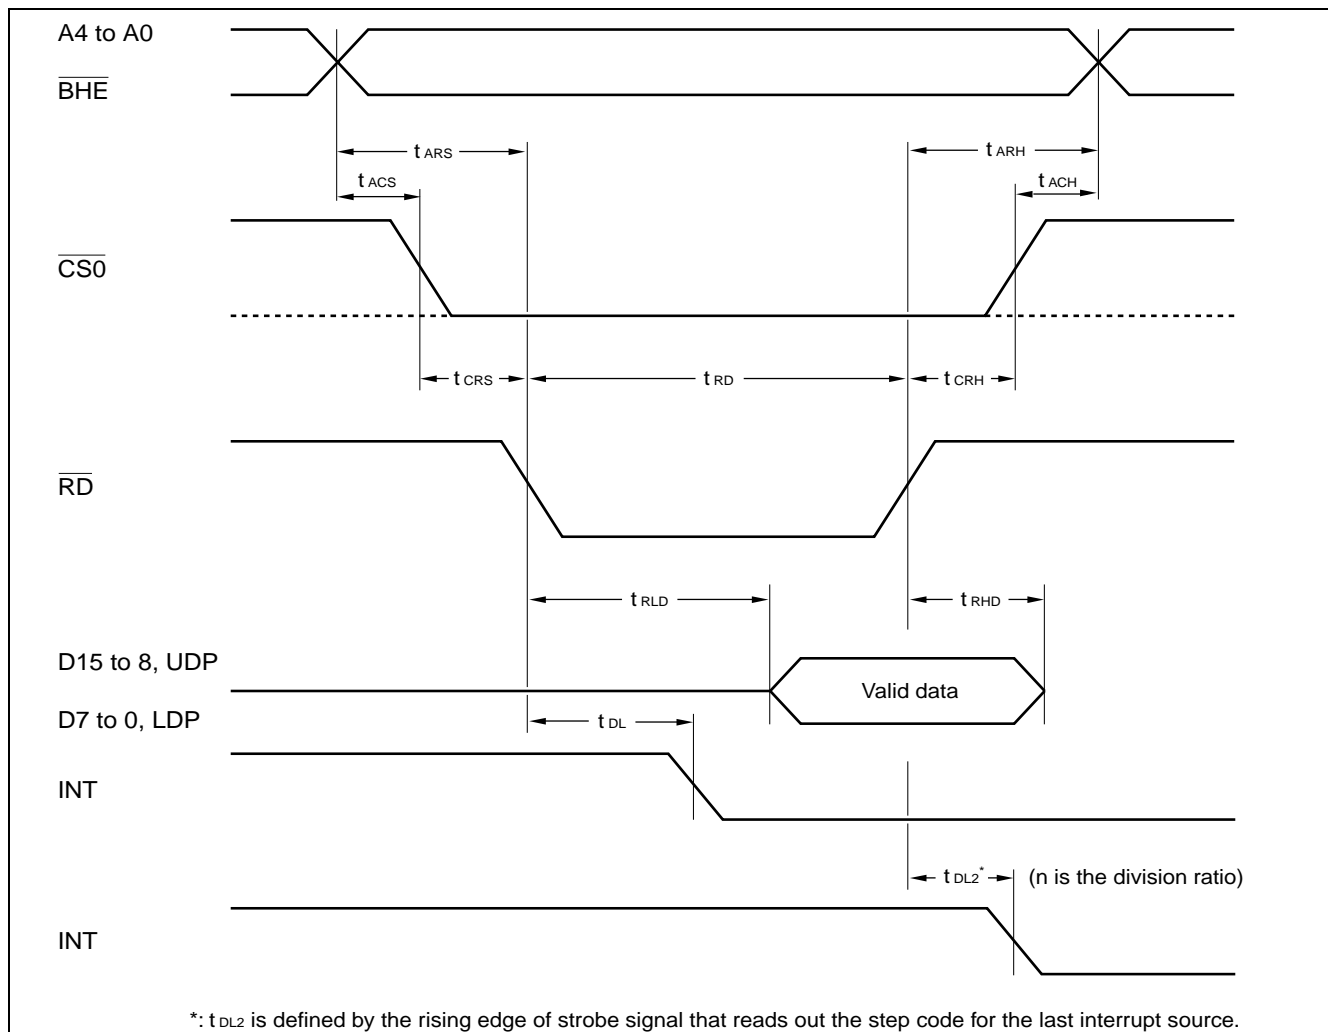 A4 to A0
BHE
t ARS
t ARH
t ACS
t ACH
CS0
t CRS
t RD
t CRH
RD
t RLD
t RHD
D15 to 8, UDP
Valid data
D7 to 0, LDP
t DL
INT
t DL2* (n is the division ratio)
INT
*: t DL2 is defined by the rising edge of strobe signal that reads out the step code for the last interrupt source.